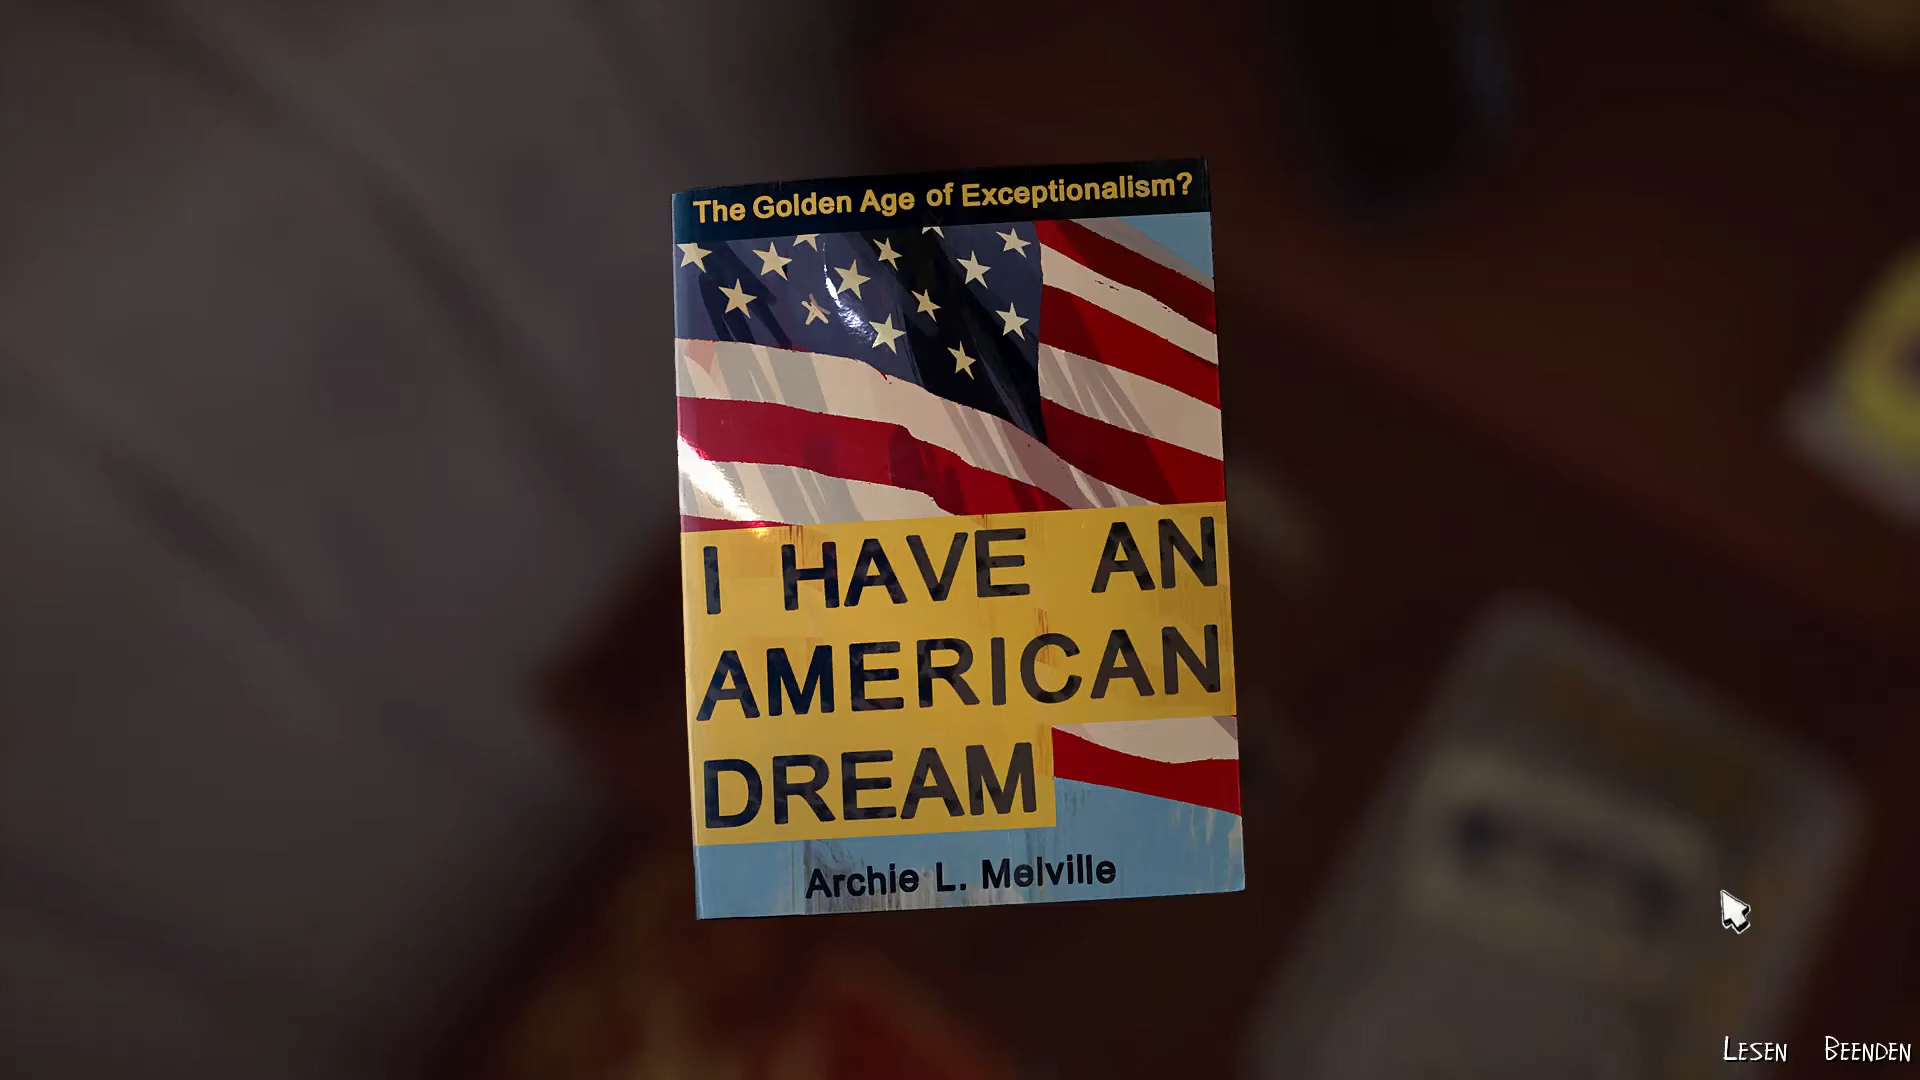 The Golden Age of Exceptionalism?
I HAVE AN
AMERICAN
DREAM
Archie L. Melville
LESEN BEENDEN